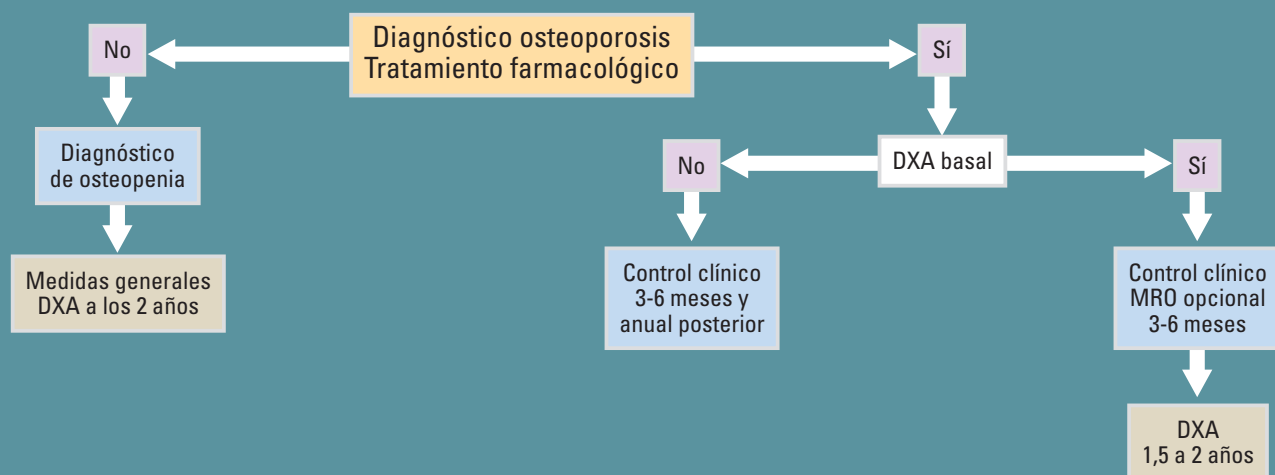 No
Diagnóstico osteoporosis
Tratamiento farmacológico
Sí
Diagnóstico
de osteopenia
No
DXA basal
Sí
Medidas generales
DXA a los 2 años
Control clínico
3-6 meses y
anual posterior
Control clínico
MRO opcional
3-6 meses
DXA
1,5 a 2 años